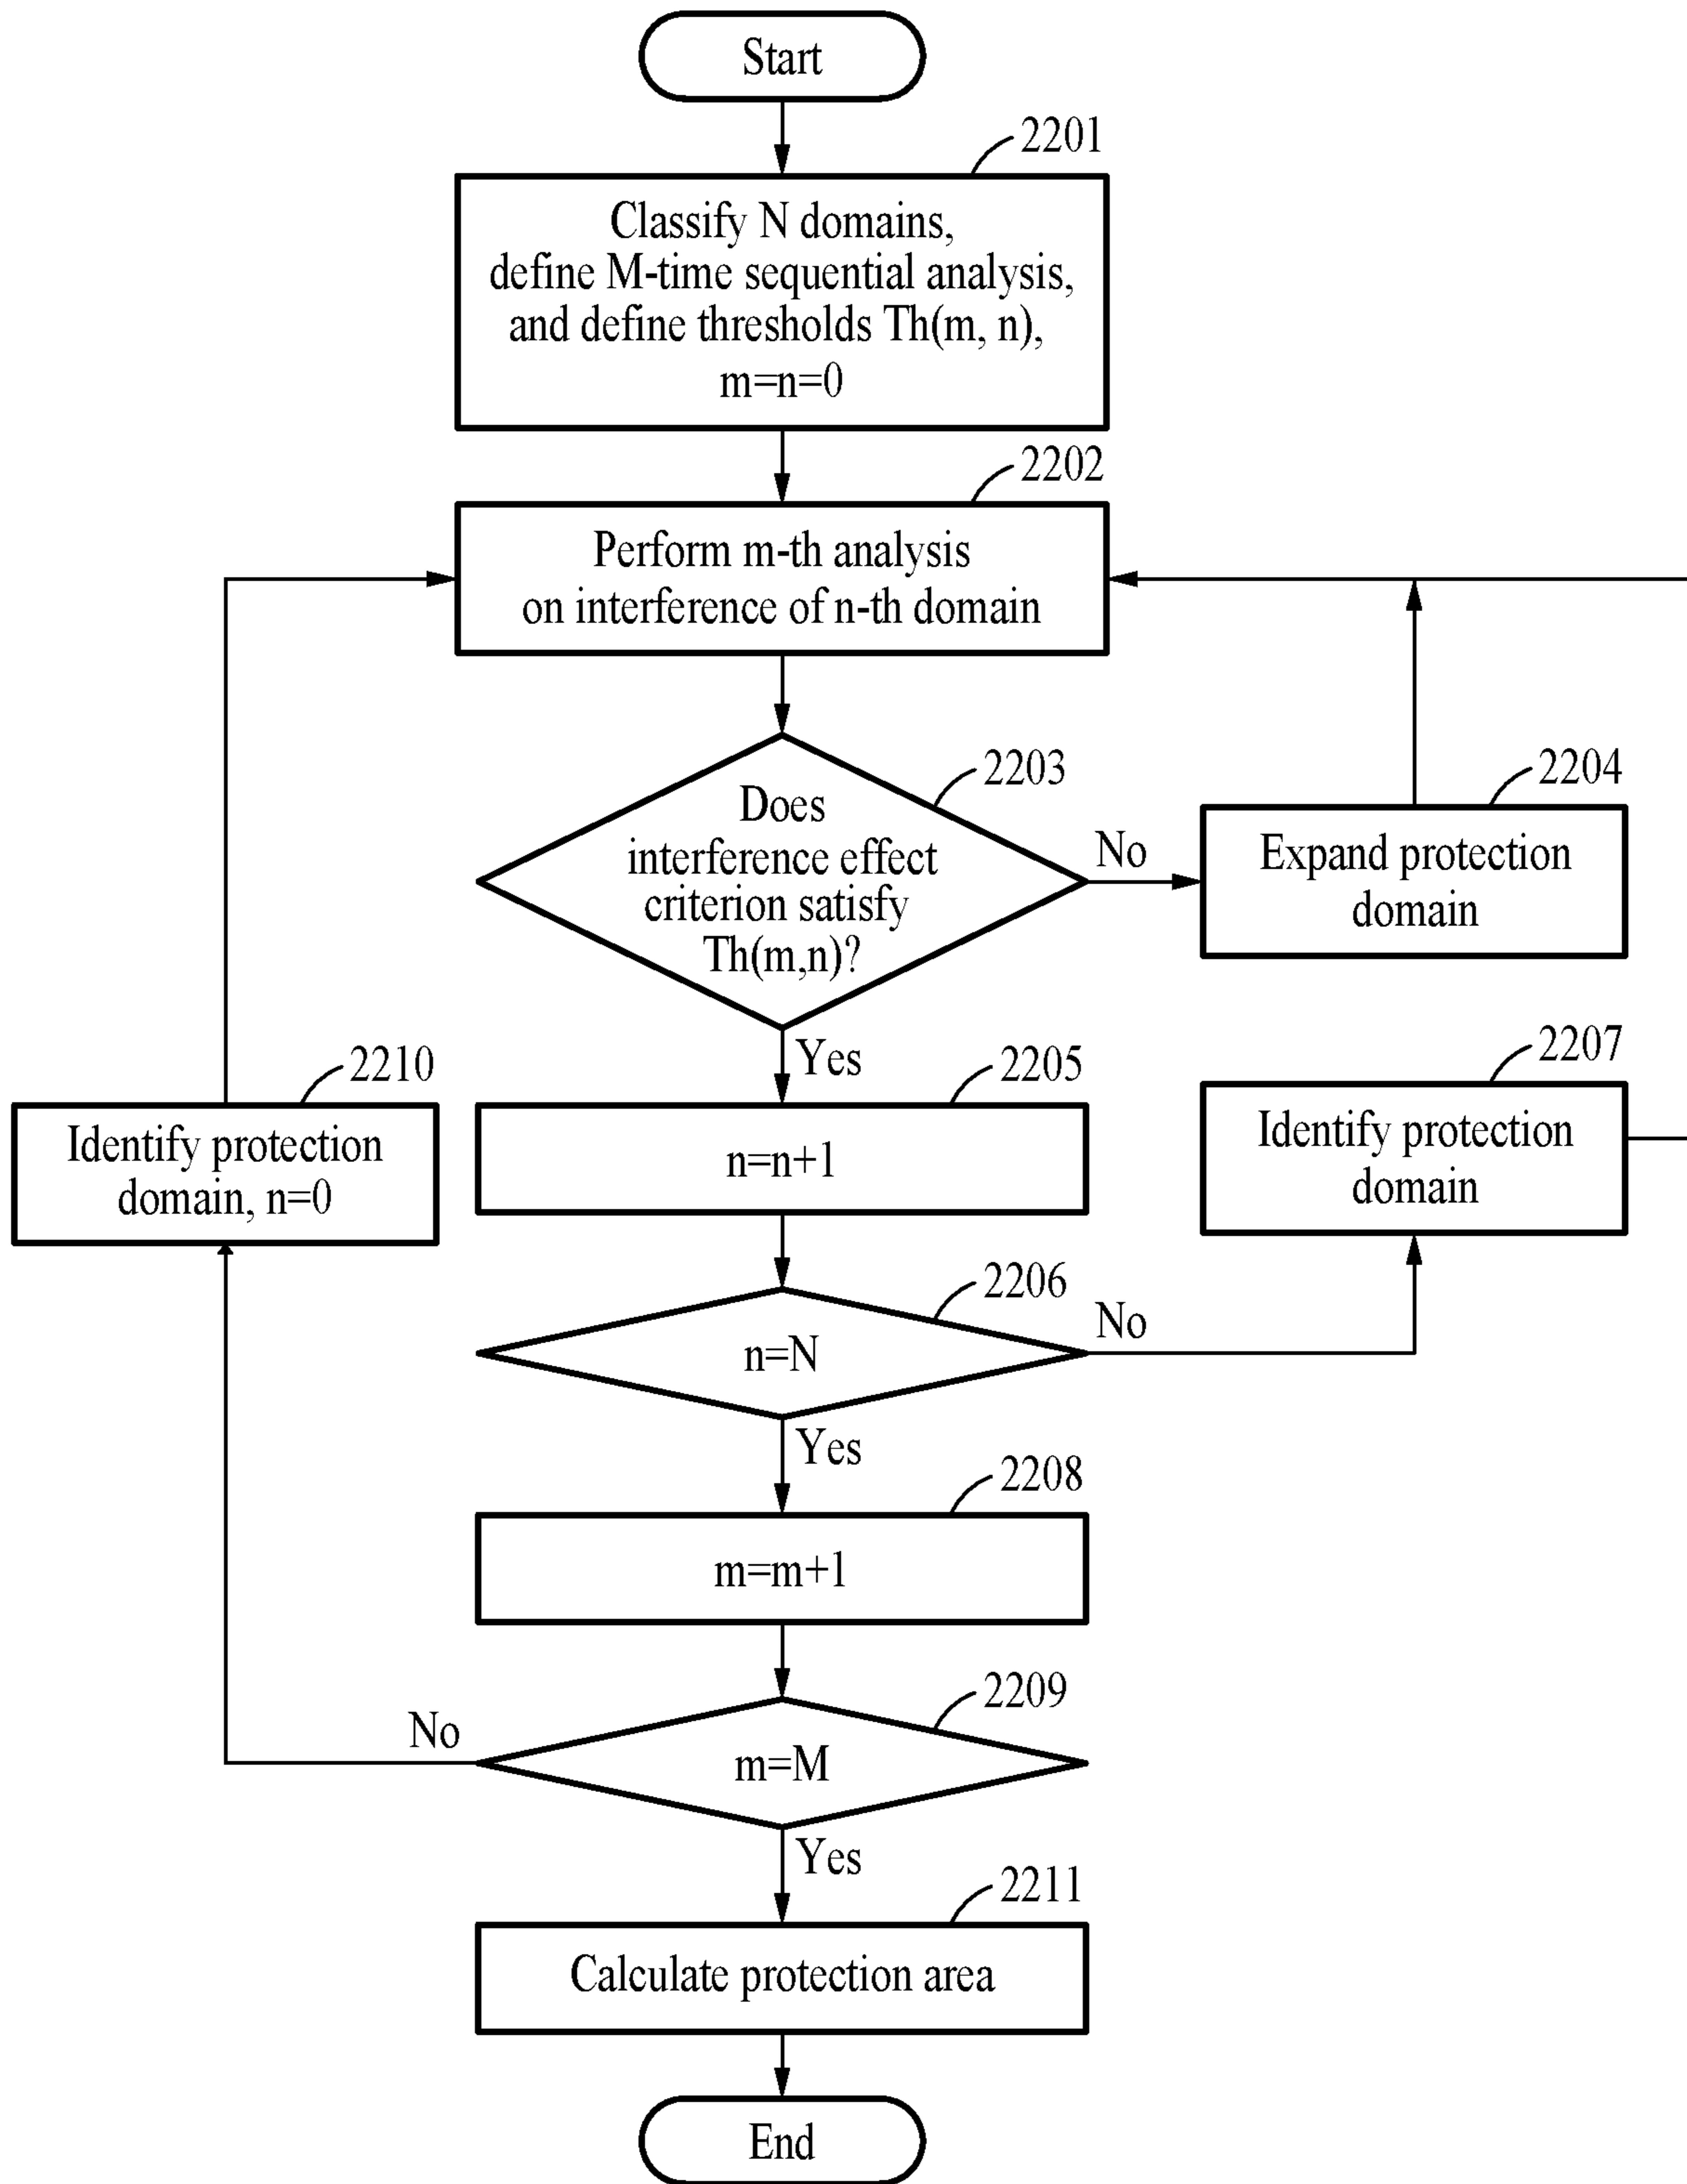 Start
2201
Classify N domains,
define M-time sequential analysis,
and define thresholds Th(m, n),
m=n=0
2202
Perform m-th analysis
on interference of n-th domain
2203
Does
interference effect
criterion satisfy
Th(m,n)?
No
2204
Expand protection
domain
Yes
2205
n=n+1
2207
Identify protection
domain
2210
Identify protection
domain, n=0
2206
n=N
No
Yes
2208
m=m+1
2209
m=M
No
Yes
2211
Calculate protection area
End